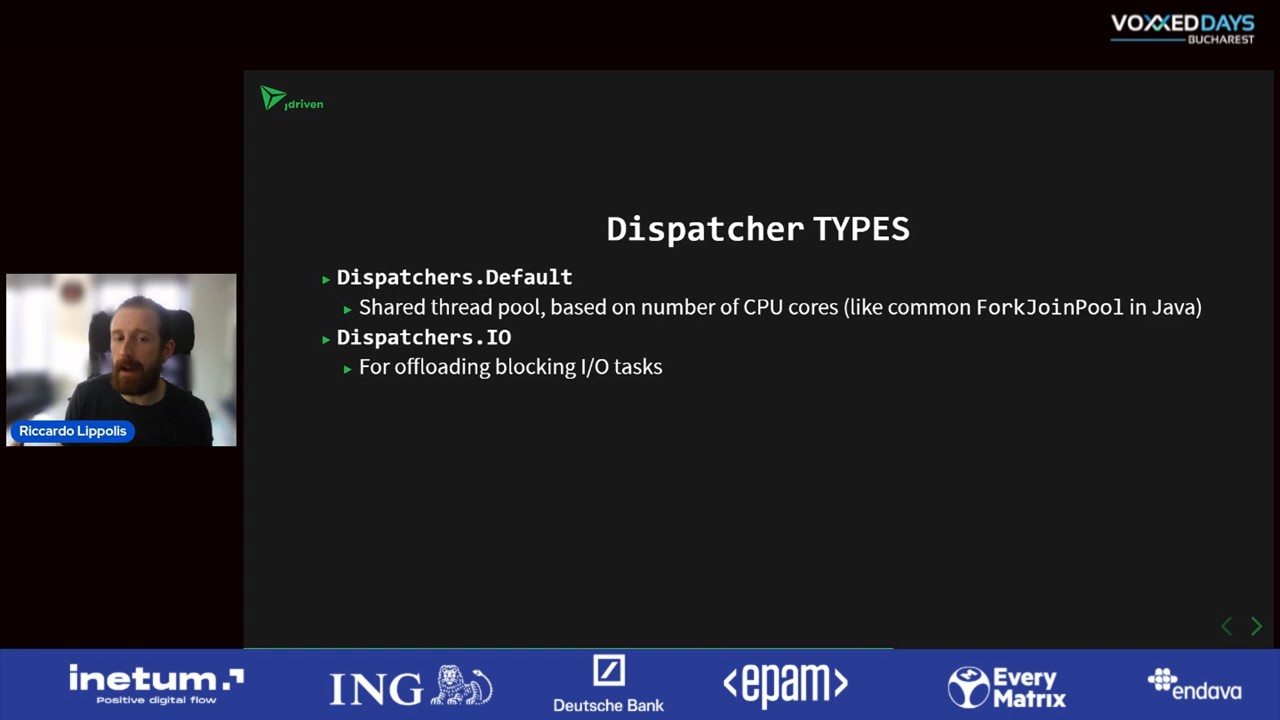 VOXXED DAYS
BUCHAREST
jdriven
Dispatcher TYPES
Dispatchers.Default
Shared thread pool, based on number of CPU cores (like common ForkJoinPool in Java)
Dispatchers.IO
For offloading blocking I/O tasks
Riccardo Lippolis
inetum.
Positive digital flow
ING
Deutsche Bank
<epam>
Every
Matrix
endava